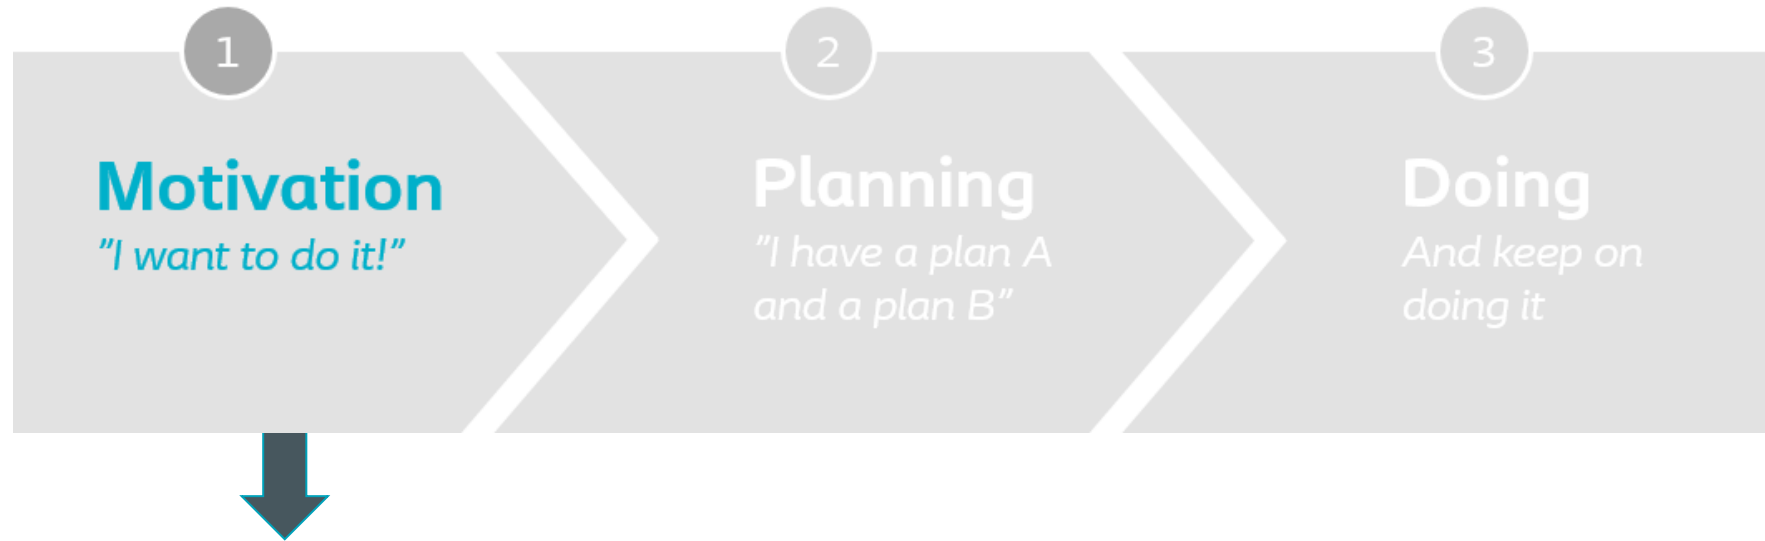 1
Motivation
”I want to do it!”
2
Planning
”I have a plan A
and a plan B”
3
Doing
And keep on
doing it